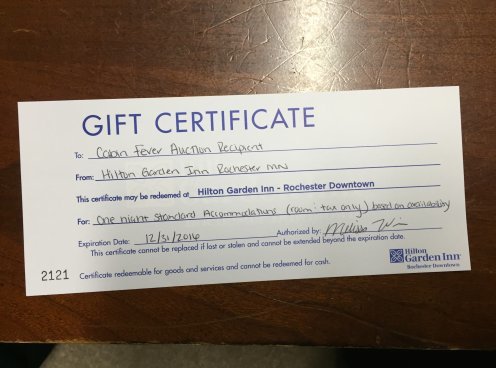 GIFT CERTIFICATE
To: Cabin Fever Auction Recipient
From: Hilton Garden Inn Rochester MN
This certificate may be redeemed at Hilton Garden Inn - Rochester Downtown
For: One night Standard Accommodations (room & tax only) based on availability
Expiration Date: 12/31/2016 Authorized by: Melissa
This certificate cannot be replaced if lost or stolen and cannot be extended beyond the expiration date.
2121 Certificate redeemable for goods and services and cannot be redeemed for cash.
Hilton
Garden Inn
Rochester Downtown